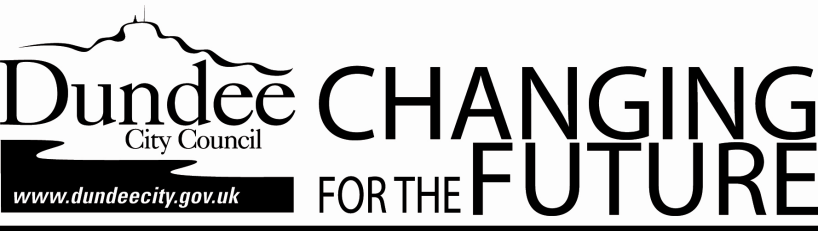 Dundee
City Council
www.dundeecity.gov.uk
CHANGING
FOR THE FUTURE